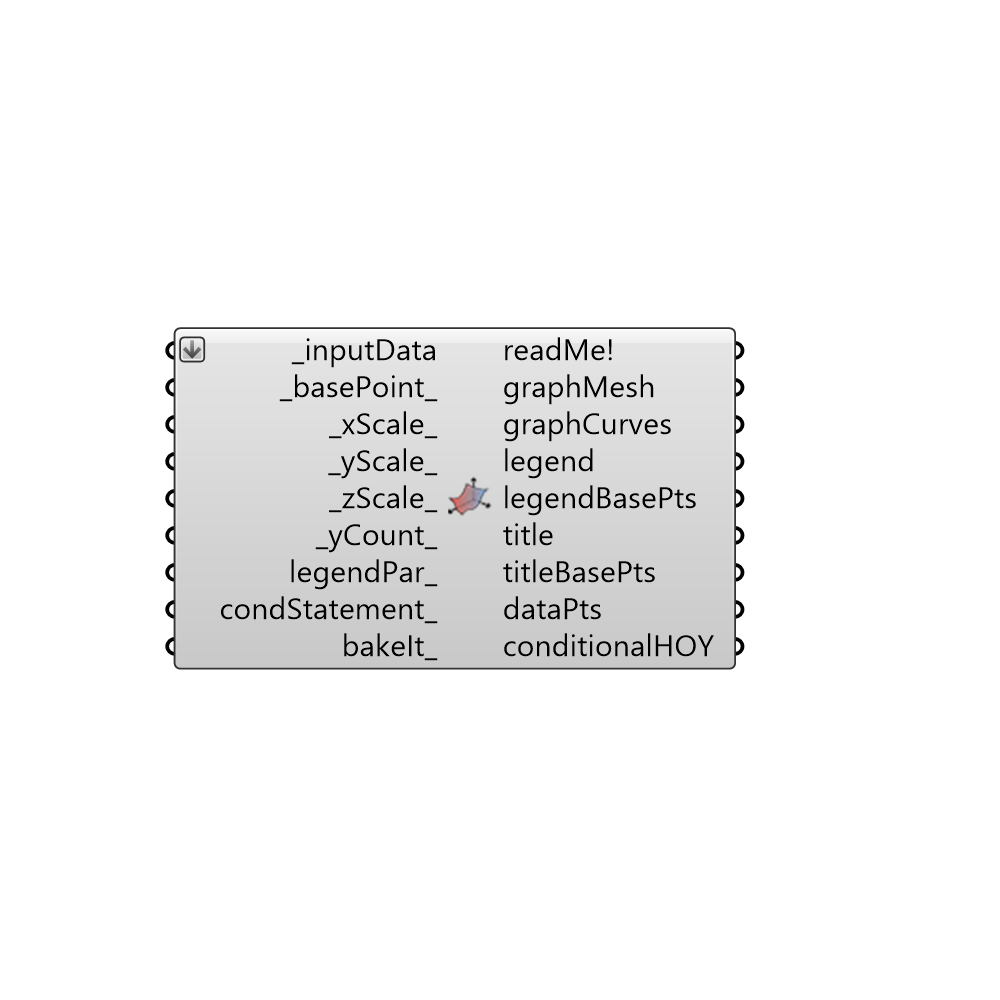 _inputData readMe!
_basePoint_ graphMesh
_xScale_ graphCurves
_yScale_ legend
_zScale_ legendBasePts
_yCount_ title
legendPar_ titleBasePts
condStatement_ dataPts
bakeIt_ conditionalHOY